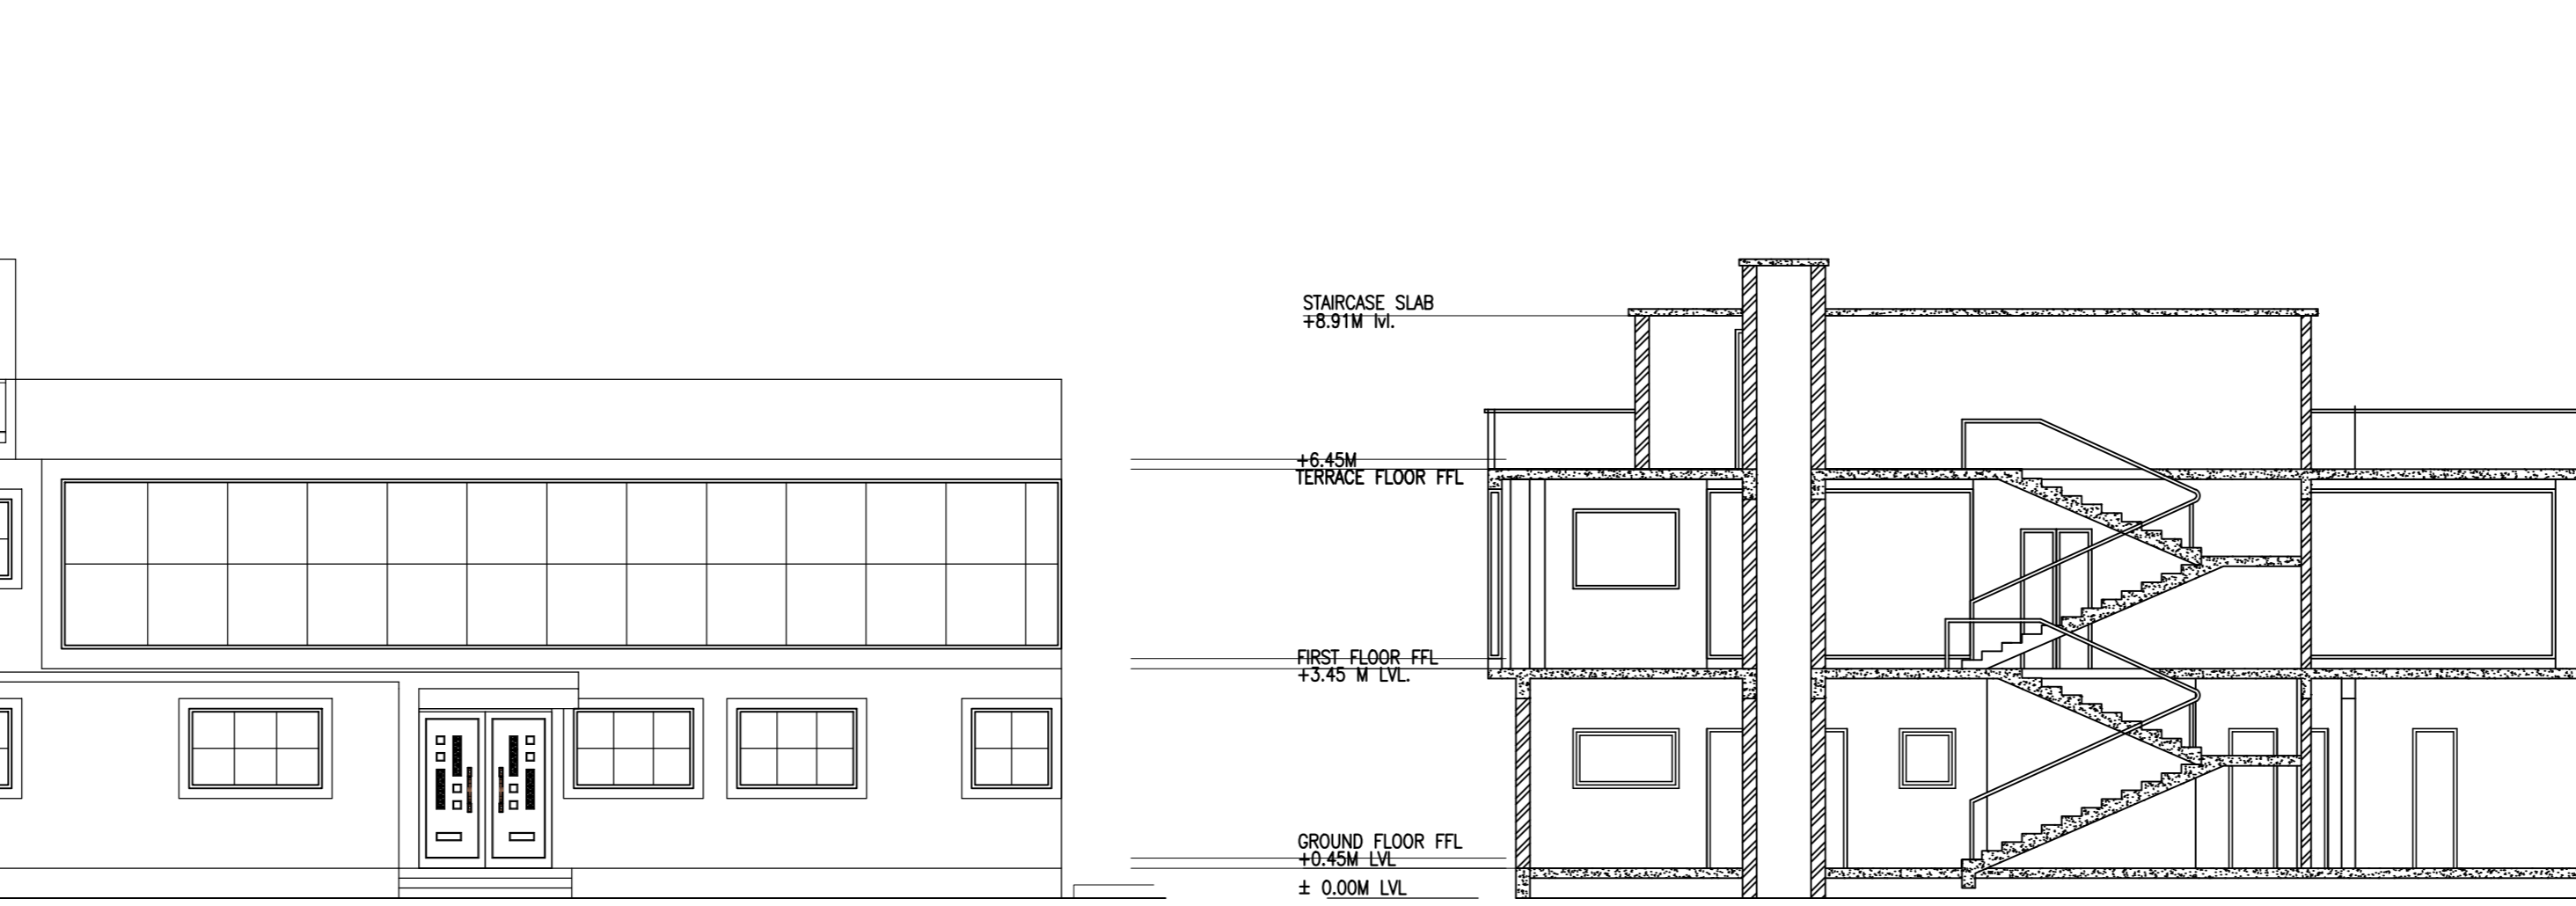 STAIRCASE SLAB
+8.91M lvl.
+6.45M
TERRACE FLOOR FFL
FIRST FLOOR FFL
+3.45 M LVL.
GROUND FLOOR FFL
+0.45M LVL
± 0.00M LVL